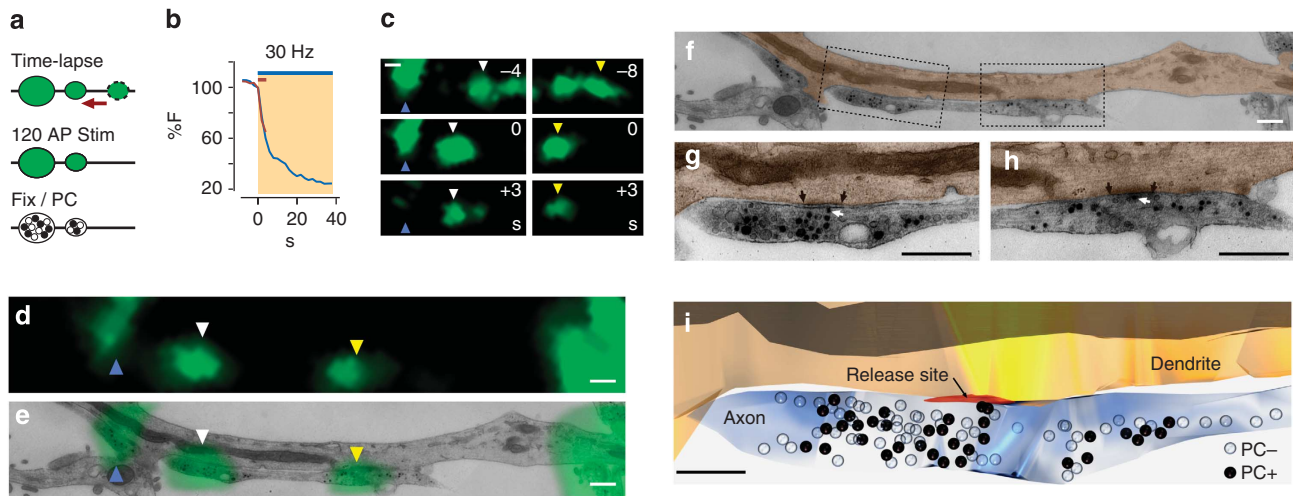 a
Time-lapse
120 AP Stim
Fix / PC
b
30 Hz
%F
100
60
20
0
20
40
s
c
–4
–8
0
0
+3
s
+3
s
d
e
f
g
h
i
Release site
Dendrite
Axon
PC–
PC+